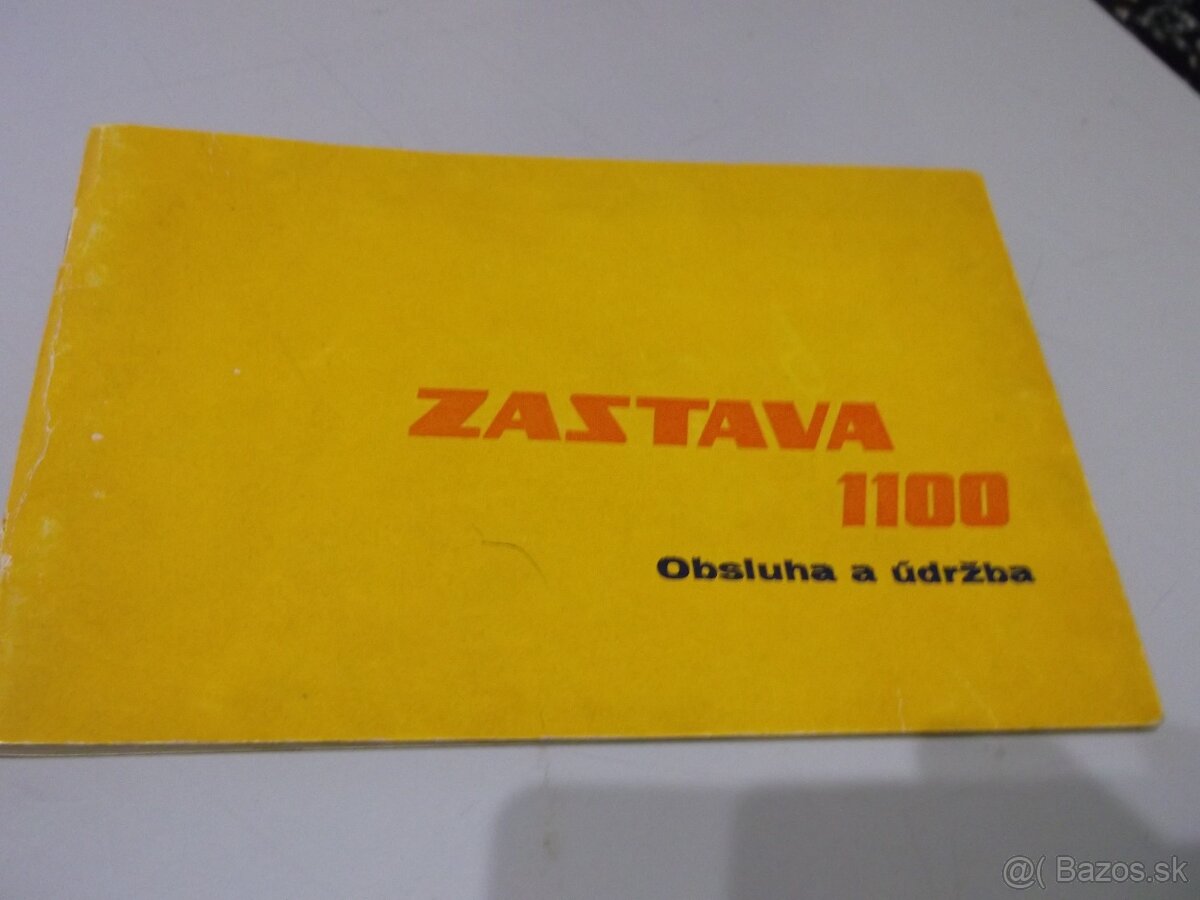 ZASTAVA
1100
Obsluha a údržba
@( Bazos.sk